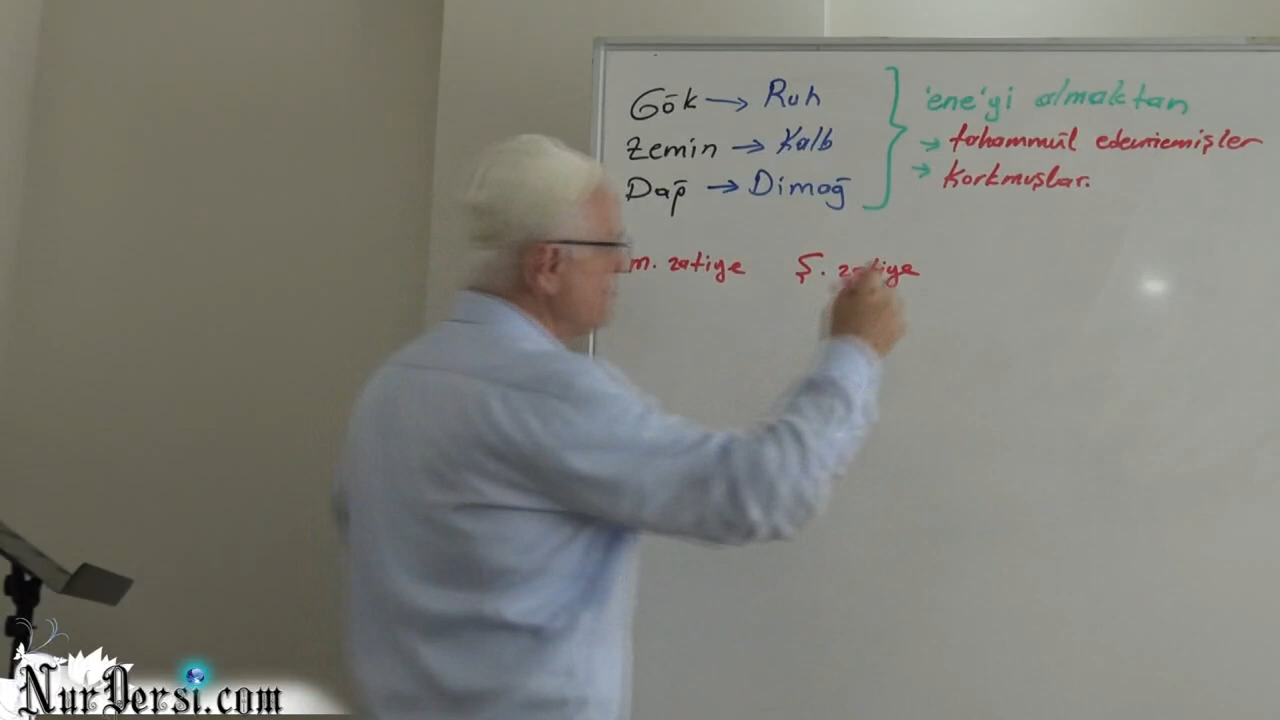 Gök → Ruh
Zemin → Kalb
Dağ → Dimağ
'ene'yi almaktan
→ tahammül edememişler
→ korkmuşlar.
m. zatiye Ş. zatiye
NurDersi.com